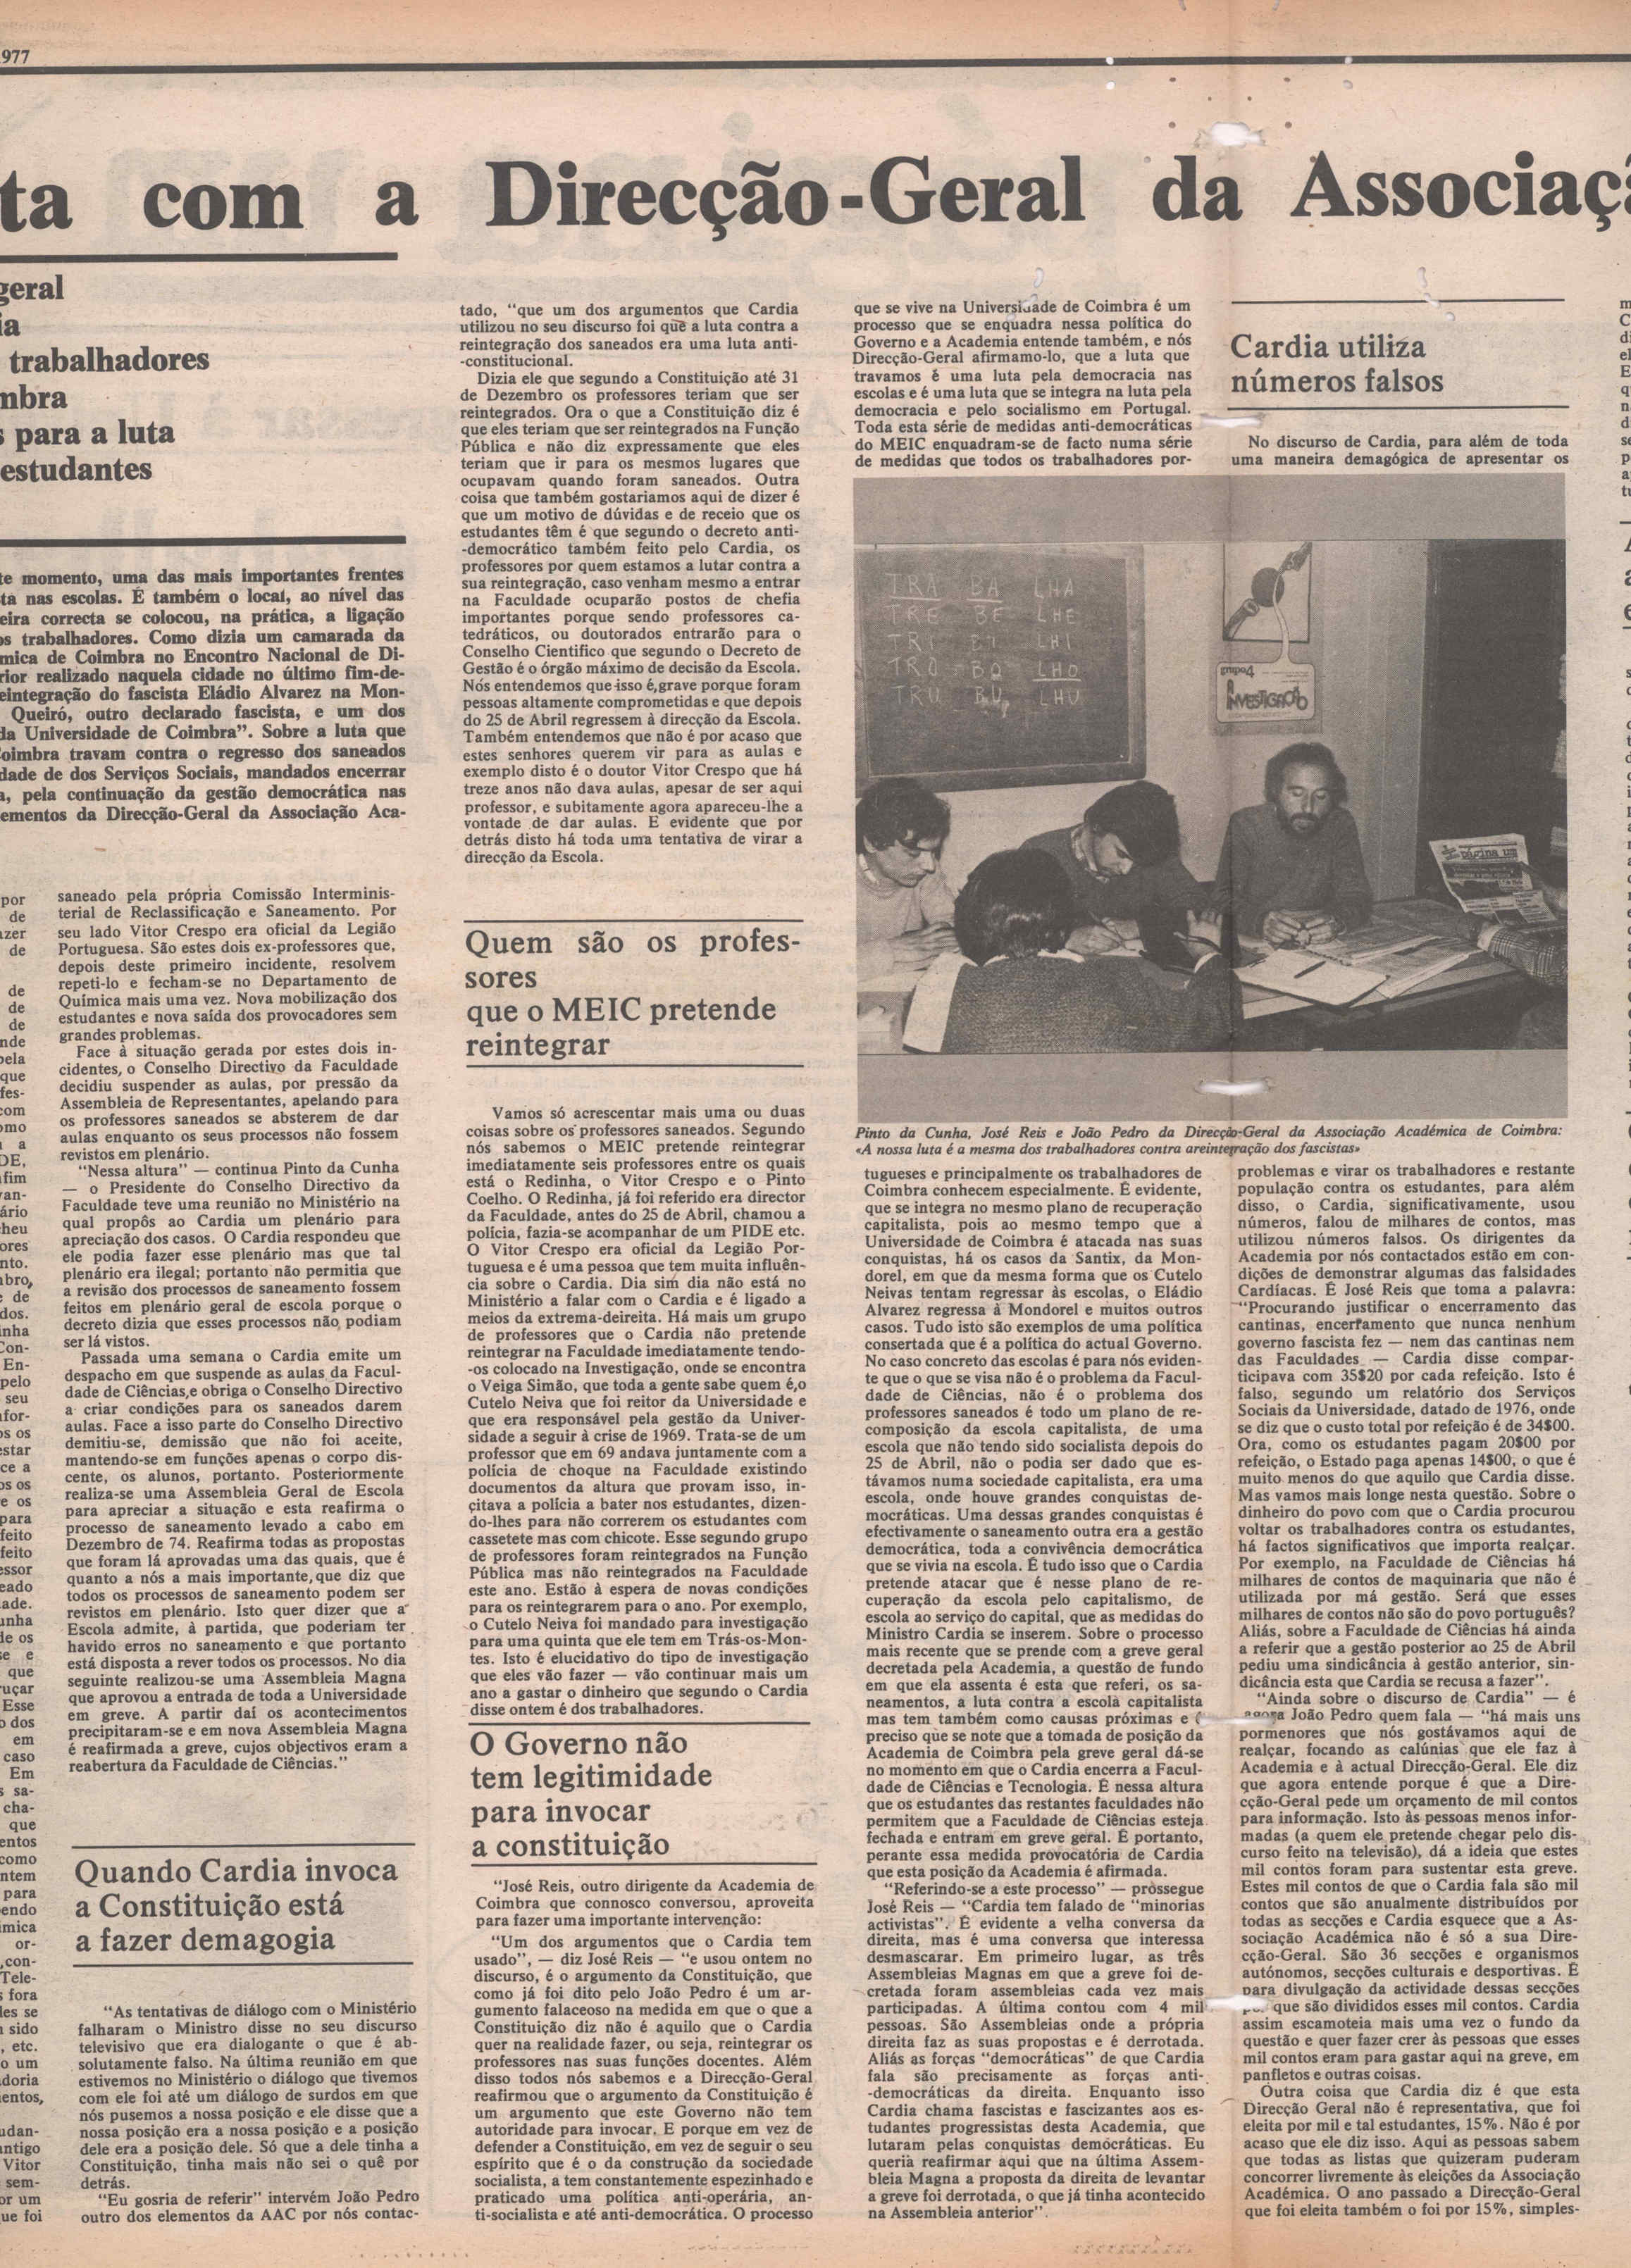 977
ta com a Direcção-Geral da Associaç
geral
ia
trabalhadores
mbra
s para a luta
estudantes
te momento, uma das mais importantes frentes
ta nas escolas. É também o local, ao nível das
eira correcta se colocou, na prática, a ligação
os trabalhadores. Como dizia um camarada da
mica de Coimbra no Encontro Nacional de Di-
rior realizado naquela cidade no último fim-de-
eintegração do fascista Eládio Alvarez na Mon-
Queiró, outro declarado fascista, e um dos
da Universidade de Coimbra". Sobre a luta que
Coimbra travam contra o regresso dos saneados
dade de dos Serviços Sociais, mandados encerrar
a, pela continuação da gestão democrática nas
ementos da Direcção-Geral da Associação Aca-
saneado pela própria Comissão Interminis-
terial de Reclassificação e Saneamento. Por
seu lado Vitor Crespo era oficial da Legião
Portuguesa. São estes dois ex-professores que,
depois deste primeiro incidente, resolvem
repeti-lo e fecham-se no Departamento de
Química mais uma vez. Nova mobilização dos
estudantes e nova saída dos provocadores sem
grandes problemas.
Face à situação gerada por estes dois in-
cidentes, o Conselho Directivo da Faculdade
decidiu suspender as aulas, por pressão da
Assembleia de Representantes, apelando para
os professores saneados se absterem de dar
aulas enquanto os seus processos não fossem
revistos em plenário.
"Nessa altura" — continua Pinto da Cunha
— o Presidente do Conselho Directivo da
Faculdade teve uma reunião no Ministério na
qual propôs ao Cardia um plenário para
apreciação dos casos. O Cardia respondeu que
ele podia fazer esse plenário mas que tal
plenário era ilegal; portanto não permitia que
a revisão dos processos de saneamento fossem
feitos em plenário geral de escola porque o
decreto dizia que esses processos não podiam
ser lá vistos.
Passada uma semana o Cardia emite um
despacho em que suspende as aulas da Facul-
dade de Ciências,e obriga o Conselho Directivo
a criar condições para os saneados darem
aulas. Face a isso parte do Conselho Directivo
demitiu-se, demissão que não foi aceite,
mantendo-se em funções apenas o corpo dis-
cente, os alunos, portanto. Posteriormente
realiza-se uma Assembleia Geral de Escola
para apreciar a situação e esta reafirma o
processo de saneamento levado a cabo em
Dezembro de 74. Reafirma todas as propostas
que foram lá aprovadas uma das quais, que é
quanto a nós a mais importante, que diz que
todos os processos de saneamento podem ser
revistos em plenário. Isto quer dizer que a
Escola admite, à partida, que poderiam ter
havido erros no saneamento e que portanto
está disposta a rever todos os processos. No dia
seguinte realizou-se uma Assembleia Magna
que aprovou a entrada de toda a Universidade
em greve. A partir daí os acontecimentos
precipitaram-se e em nova Assembleia Magna
é reafirmada a greve, cujos objectivos eram a
reabertura da Faculdade de Ciências."
Quando Cardia invoca
a Constituição está
a fazer demagogia
"As tentativas de diálogo com o Ministério
falharam o Ministro disse no seu discurso
televisivo que era dialogante o que é ab-
solutamente falso. Na última reunião em que
estivemos no Ministério o diálogo que tivemos
com ele foi até um diálogo de surdos em que
nós pusemos a nossa posição e ele disse que a
nossa posição era a nossa posição e a posição
dele era a posição dele. Só que a dele tinha a
Constituição, tinha mais não sei o quê por
detrás.
"Eu gosria de referir" intervém João Pedro
outro dos elementos da AAC por nós contac-
tado, "que um dos argumentos que Cardia
utilizou no seu discurso foi que a luta contra a
reintegração dos saneados era uma luta anti-
-constitucional.
Dizia ele que segundo a Constituição até 31
de Dezembro os professores teriam que ser
reintegrados. Ora o que a Constituição diz é
que eles teriam que ser reintegrados na Função
Pública e não diz expressamente que eles
teriam que ir para os mesmos lugares que
ocupavam quando foram saneados. Outra
coisa que também gostariamos aqui de dizer é
que um motivo de dúvidas e de receio que os
estudantes têm é que segundo o decreto anti-
-democrático também feito pelo Cardia, os
professores por quem estamos a lutar contra a
sua reintegração, caso venham mesmo a entrar
na Faculdade ocuparão postos de chefia
importantes porque sendo professores ca-
tedráticos, ou doutorados entrarão para o
Conselho Cientifico que segundo o Decreto de
Gestão é o órgão máximo de decisão da Escola.
Nós entendemos que isso é,grave porque foram
pessoas altamente comprometidas e que depois
do 25 de Abril regressem à direcção da Escola.
Também entendemos que não é por acaso que
estes senhores querem vir para as aulas e
exemplo disto é o doutor Vitor Crespo que há
treze anos não dava aulas, apesar de ser aqui
professor, e subitamente agora apareceu-lhe a
vontade de dar aulas. E evidente que por
detrás disto há toda uma tentativa de virar a
direcção da Escola.
Quem são os profes-
sores
que o MEIC pretende
reintegrar
Vamos só acrescentar mais uma ou duas
coisas sobre os professores saneados. Segundo
nós sabemos o MEIC pretende reintegrar
imediatamente seis professores entre os quais
está o Redinha, o Vitor Crespo e o Pinto
Coelho. O Redinha, já foi referido era director
da Faculdade, antes do 25 de Abril, chamou a
polícia, fazia-se acompanhar de um PIDE etc.
O Vitor Crespo era oficial da Legião Por-
tuguesa e é uma pessoa que tem muita influên-
cia sobre o Cardia. Dia sim dia não está no
Ministério a falar com o Cardia e é ligado a
meios da extrema-deireita. Há mais um grupo
de professores que o Cardia não pretende
reintegrar na Faculdade imediatamente tendo-
-os colocado na Investigação, onde se encontra
o Veiga Simão, que toda a gente sabe quem é,o
Cutelo Neiva que foi reitor da Universidade e
que era responsável pela gestão da Univer-
sidade a seguir à crise de 1969. Trata-se de um
professor que em 69 andava juntamente com a
polícia de choque na Faculdade existindo
documentos da altura que provam isso, in-
çitava a polícia a bater nos estudantes, dizen-
do-lhes para não correrem os estudantes com
cassetete mas com chicote. Esse segundo grupo
de professores foram reintegrados na Função
Pública mas não reintegrados na Faculdade
este ano. Estão à espera de novas condições
para os reintegrarem para o ano. Por exemplo,
o Cutelo Neiva foi mandado para investigação
para uma quinta que ele tem em Trás-os-Mon-
tes. Isto é elucidativo do tipo de investigação
que eles vão fazer — vão continuar mais um
ano a gastar o dinheiro que segundo o Cardia
disse ontem é dos trabalhadores.
O Governo não
tem legitimidade
para invocar
a constituição
"José Reis, outro dirigente da Academia de
Coimbra que connosco conversou, aproveita
para fazer uma importante intervenção:
"Um dos argumentos que o Cardia tem
usado", — diz José Reis — "e usou ontem no
discurso, é o argumento da Constituição, que
como já foi dito pelo João Pedro é um ar-
gumento falaceoso na medida em que o que a
Constituição diz não é aquilo que o Cardia
quer na realidade fazer, ou seja, reintegrar os
professores nas suas funções docentes. Além
disso todos nós sabemos e a Direcção-Geral
reafirmou que o argumento da Constituição é
um argumento que este Governo não tem
autoridade para invocar. E porque em vez de
defender a Constituição, em vez de seguir o seu
espírito que é o da construção da sociedade
socialista, a tem constantemente espezinhado e
praticado uma política anti-operária, an-
ti-socialista e até anti-democrática. O processo
que se vive na Universidade de Coimbra é um
processo que se enquadra nessa política do
Governo e a Academia entende também, e nós
Direcção-Geral afirmamo-lo, que a luta que
travamos é uma luta pela democracia nas
escolas e é uma luta que se integra na luta pela
democracia e pelo socialismo em Portugal.
Toda esta série de medidas anti-democráticas
do MEIC enquadram-se de facto numa série
de medidas que todos os trabalhadores por-
TRA BA LHA
TRE BE LHE
TRI BI LHI
TRO BO LHO
TRU BU LHU
INVESTIGAÇÃO
página um
Pinto da Cunha, José Reis e João Pedro da Direcção-Geral da Associação Académica de Coimbra:
«A nossa luta é a mesma dos trabalhadores contra areintegração dos fascistas»
tugueses e principalmente os trabalhadores de
Coimbra conhecem especialmente. É evidente,
que se integra no mesmo plano de recuperação
capitalista, pois ao mesmo tempo que a
Universidade de Coimbra é atacada nas suas
conquistas, há os casos da Santix, da Mon-
dorel, em que da mesma forma que os Cutelo
Neivas tentam regressar às escolas, o Eládio
Alvarez regressa à Mondorel e muitos outros
casos. Tudo isto são exemplos de uma política
consertada que é a política do actual Governo.
No caso concreto das escolas é para nós eviden-
te que o que se visa não é o problema da Facul-
dade de Ciências, não é o problema dos
professores saneados é todo um plano de re-
composição da escola capitalista, de uma
escola que não tendo sido socialista depois do
25 de Abril, não o podia ser dado que es-
távamos numa sociedade capitalista, era uma
escola, onde houve grandes conquistas de-
mocráticas. Uma dessas grandes conquistas é
efectivamente o saneamento outra era a gestão
democrática, toda a convivência democrática
que se vivia na escola. É tudo isso que o Cardia
pretende atacar que é nesse plano de re-
cuperação da escola pelo capitalismo, de
escola ao serviço do capital, que as medidas do
Ministro Cardia se inserem. Sobre o processo
mais recente que se prende com a greve geral
decretada pela Academia, a questão de fundo
em que ela assenta é esta que referi, os sa-
neamentos, a luta contra a escola capitalista
mas tem também como causas próximas e é
preciso que se note que a tomada de posição da
Academia de Coimbra pela greve geral dá-se
no momento em que o Cardia encerra a Facul-
dade de Ciências e Tecnologia. É nessa altura
que os estudantes das restantes faculdades não
permitem que a Faculdade de Ciências esteja
fechada e entram em greve geral. É portanto,
perante essa medida provocatória de Cardia
que esta posição da Academia é afirmada.
"Referindo-se a este processo" — prossegue
José Reis — "Cardia tem falado de "minorias
activistas". É evidente a velha conversa da
direita, mas é uma conversa que interessa
desmascarar. Em primeiro lugar, as três
Assembleias Magnas em que a greve foi de-
cretada foram assembleias cada vez mais
participadas. A última contou com 4 mil
pessoas. São Assembleias onde a própria
direita faz as suas propostas e é derrotada.
Aliás as forças "democráticas" de que Cardia
fala são precisamente as forças anti-
-democráticas da direita. Enquanto isso
Cardia chama fascistas e fascizantes aos es-
tudantes progressistas desta Academia, que
lutaram pelas conquistas democráticas. Eu
queria reafirmar aqui que na última Assem-
bleia Magna a proposta da direita de levantar
a greve foi derrotada, o que já tinha acontecido
na Assembleia anterior".
Cardia utiliza
números falsos
No discurso de Cardia, para além de toda
uma maneira demagógica de apresentar os
problemas e virar os trabalhadores e restante
população contra os estudantes, para além
disso, o Cardia, significativamente, usou
números, falou de milhares de contos, mas
utilizou números falsos. Os dirigentes da
Academia por nós contactados estão em con-
dições de demonstrar algumas das falsidades
Cardíacas. É José Reis que toma a palavra:
"Procurando justificar o encerramento das
cantinas, encerramento que nunca nenhum
governo fascista fez — nem das cantinas nem
das Faculdades — Cardia disse compar-
ticipava com 35$20 por cada refeição. Isto é
falso, segundo um relatório dos Serviços
Sociais da Universidade, datado de 1976, onde
se diz que o custo total por refeição é de 34$00.
Ora, como os estudantes pagam 20$00 por
refeição, o Estado paga apenas 14$00, o que é
muito menos do que aquilo que Cardia disse.
Mas vamos mais longe nesta questão. Sobre o
dinheiro do povo com que o Cardia procurou
voltar os trabalhadores contra os estudantes,
há factos significativos que importa realçar.
Por exemplo, na Faculdade de Ciências há
milhares de contos de maquinaria que não é
utilizada por má gestão. Será que esses
milhares de contos não são do povo português?
Aliás, sobre a Faculdade de Ciências há ainda
a referir que a gestão posterior ao 25 de Abril
pediu uma sindicância à gestão anterior, sin-
dicância esta que Cardia se recusa a fazer".
"Ainda sobre o discurso de Cardia" — é
agora João Pedro quem fala — "há mais uns
pormenores que nós gostávamos aqui de
realçar, focando as calúnias que ele faz à
Academia e à actual Direcção-Geral. Ele diz
que agora entende porque é que a Dire-
cção-Geral pede um orçamento de mil contos
para informação. Isto às pessoas menos infor-
madas (a quem ele pretende chegar pelo dis-
curso feito na televisão), dá a ideia que estes
mil contos foram para sustentar esta greve.
Estes mil contos de que o Cardia fala são mil
contos que são anualmente distribuídos por
todas as secções e Cardia esquece que a As-
sociação Académica não é só a sua Dire-
cção-Geral. São 36 secções e organismos
autónomos, secções culturais e desportivas. É
para divulgação da actividade dessas secções
que são divididos esses mil contos. Cardia
assim escamoteia mais uma vez o fundo da
questão e quer fazer crer às pessoas que esses
mil contos eram para gastar aqui na greve, em
panfletos e outras coisas.
Outra coisa que Cardia diz é que esta
Direcção Geral não é representativa, que foi
eleita por mil e tal estudantes, 15%. Não é por
acaso que ele diz isso. Aqui as pessoas sabem
que todas as listas que quizeram puderam
concorrer livremente às eleições da Associação
Académica. O ano passado a Direcção-Geral
que foi eleita também o foi por 15%, simples-